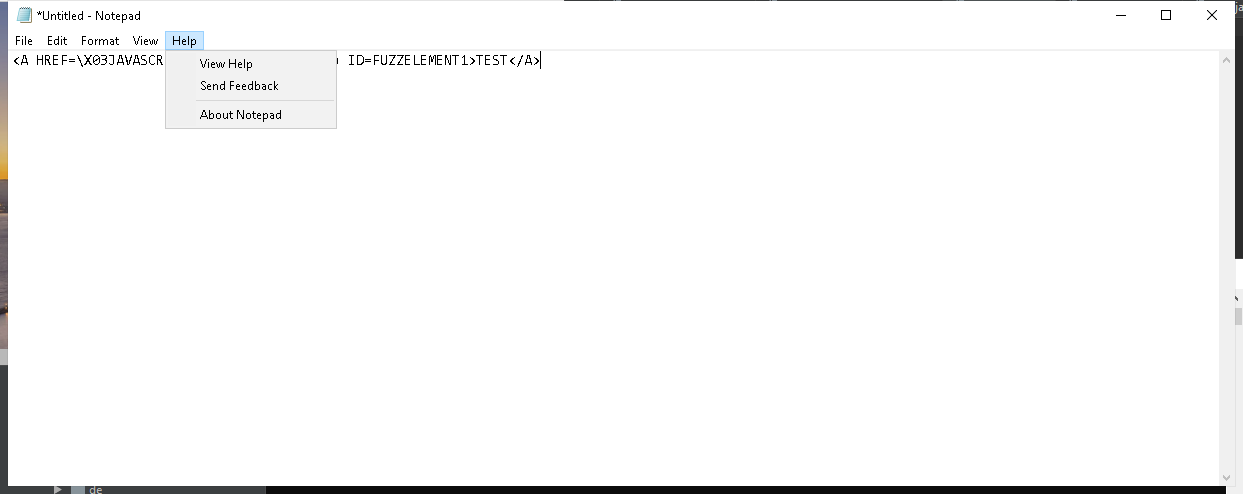 *Untitled - Notepad
File Edit Format View Help
<A HREF=\X03JAVASCR ID=FUZZELEMENT1>TEST</A>
View Help
Send Feedback
About Notepad
de